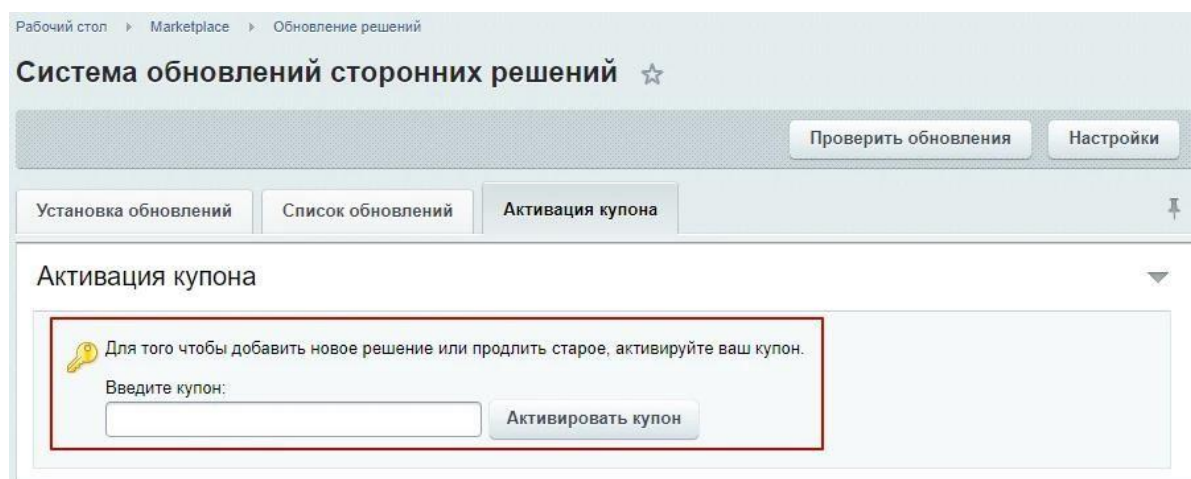 Рабочий стол Marketplace Обновление решений
Система обновлений сторонних решений
Проверить обновления Настройки
Установка обновлений Список обновлений Активация купона
Активация купона
Для того чтобы добавить новое решение или продлить старое, активируйте ваш купон.
Введите купон:
Активировать купон